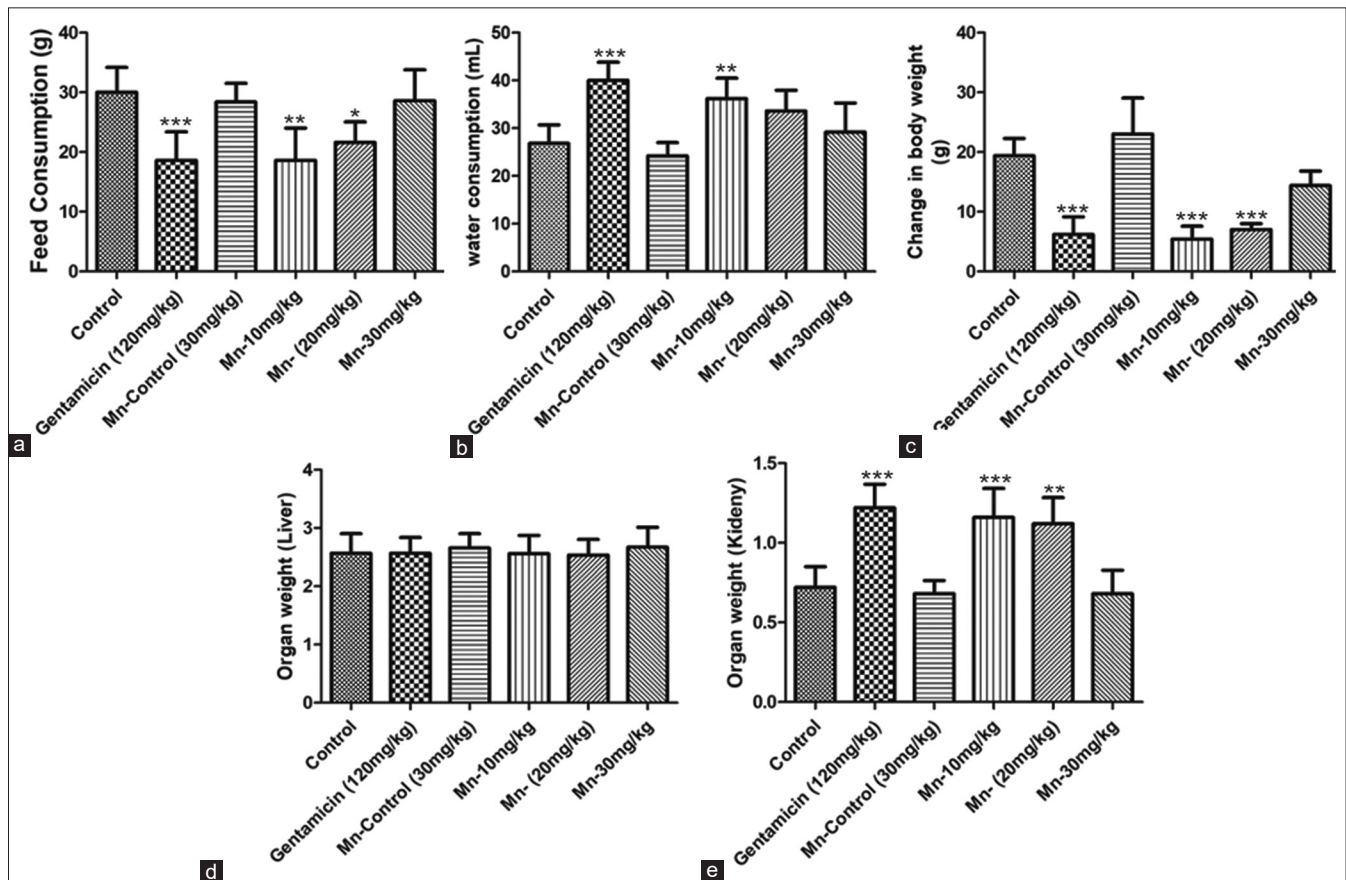 Feed Consumption (g)
40
30
20
10
0
***
**
*
Control
Gentamicin (120mg/kg)
Mn-Control (30mg/kg)
Mn-10mg/kg
Mn- (20mg/kg)
Mn-30mg/kg
a
water consumption (mL)
50
40
30
20
10
0
***
**
Control
Gentamicin (120mg/kg)
Mn-Control (30mg/kg)
Mn-10mg/kg
Mn- (20mg/kg)
Mn-30mg/kg
b
Change in body weight
(g)
40
30
20
10
0
***
***
***
Control
Gentamicin (120mg/kg)
Mn-Control (30mg/kg)
Mn-10mg/kg
Mn- (20mg/kg)
Mn-30mg/kg
c
Organ weight (Liver)
4
3
2
1
0
Control
Gentamicin (120mg/kg)
Mn-Control (30mg/kg)
Mn-10mg/kg
Mn- (20mg/kg)
Mn-30mg/kg
d
Organ weight (Kideny)
1.5
1.0
0.5
0.0
***
***
**
Control
Gentamicin (120mg/kg)
Mn-Control (30mg/kg)
Mn-10mg/kg
Mn- (20mg/kg)
Mn-30mg/kg
e